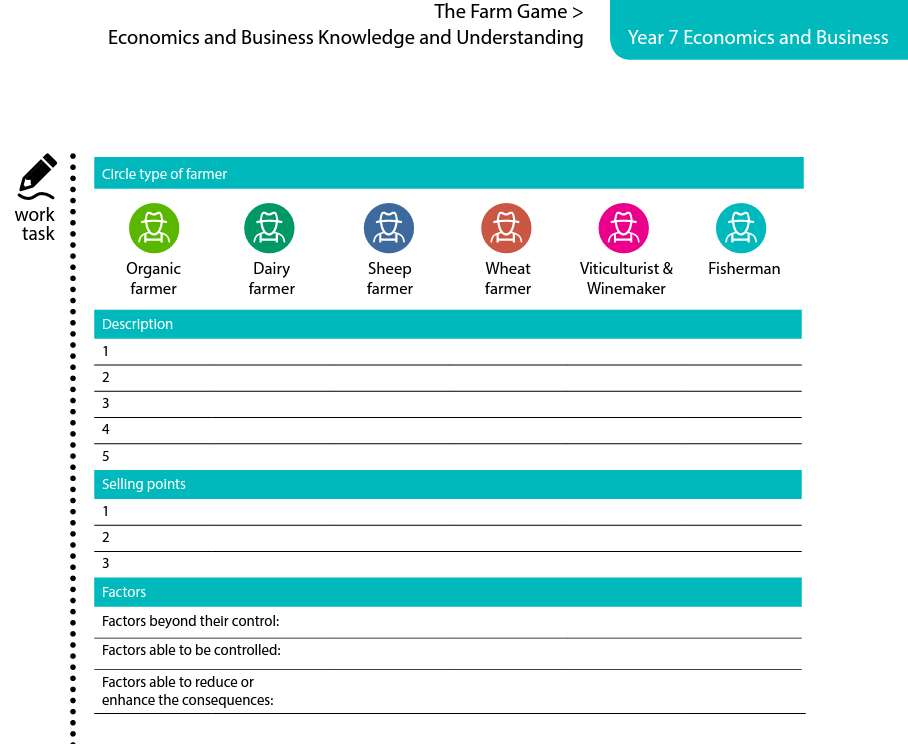 The Farm Game >
Economics and Business Knowledge and Understanding
Year 7 Economics and Business
work
task
Circle type of farmer
Organic
farmer
Dairy
farmer
Sheep
farmer
Wheat
farmer
Viticulturist &
Winemaker
Fisherman
Description
1
2
3
4
5
Selling points
1
2
3
Factors
Factors beyond their control:
Factors able to be controlled:
Factors able to reduce or
enhance the consequences: